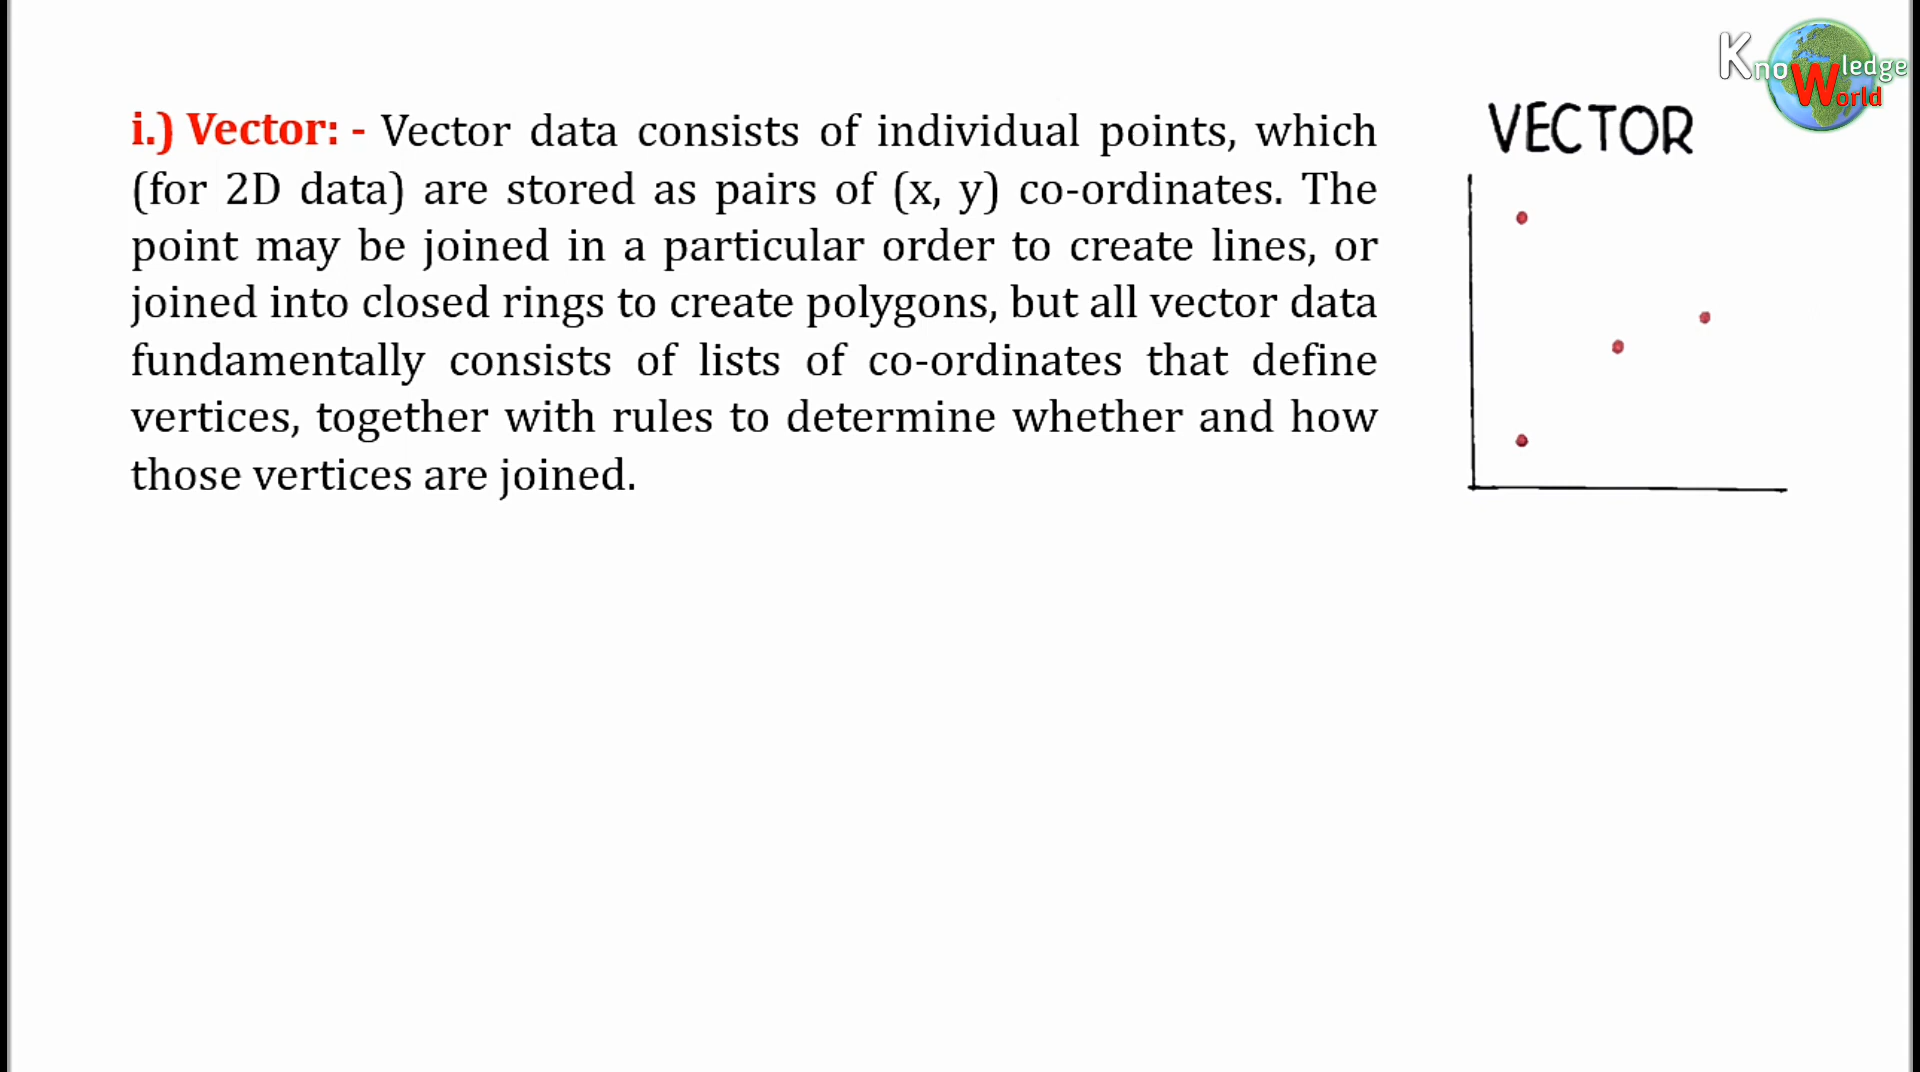 Knowledge
World
VECTOR
i.) Vector: - Vector data consists of individual points, which
(for 2D data) are stored as pairs of (x, y) co-ordinates. The
point may be joined in a particular order to create lines, or
joined into closed rings to create polygons, but all vector data
fundamentally consists of lists of co-ordinates that define
vertices, together with rules to determine whether and how
those vertices are joined.